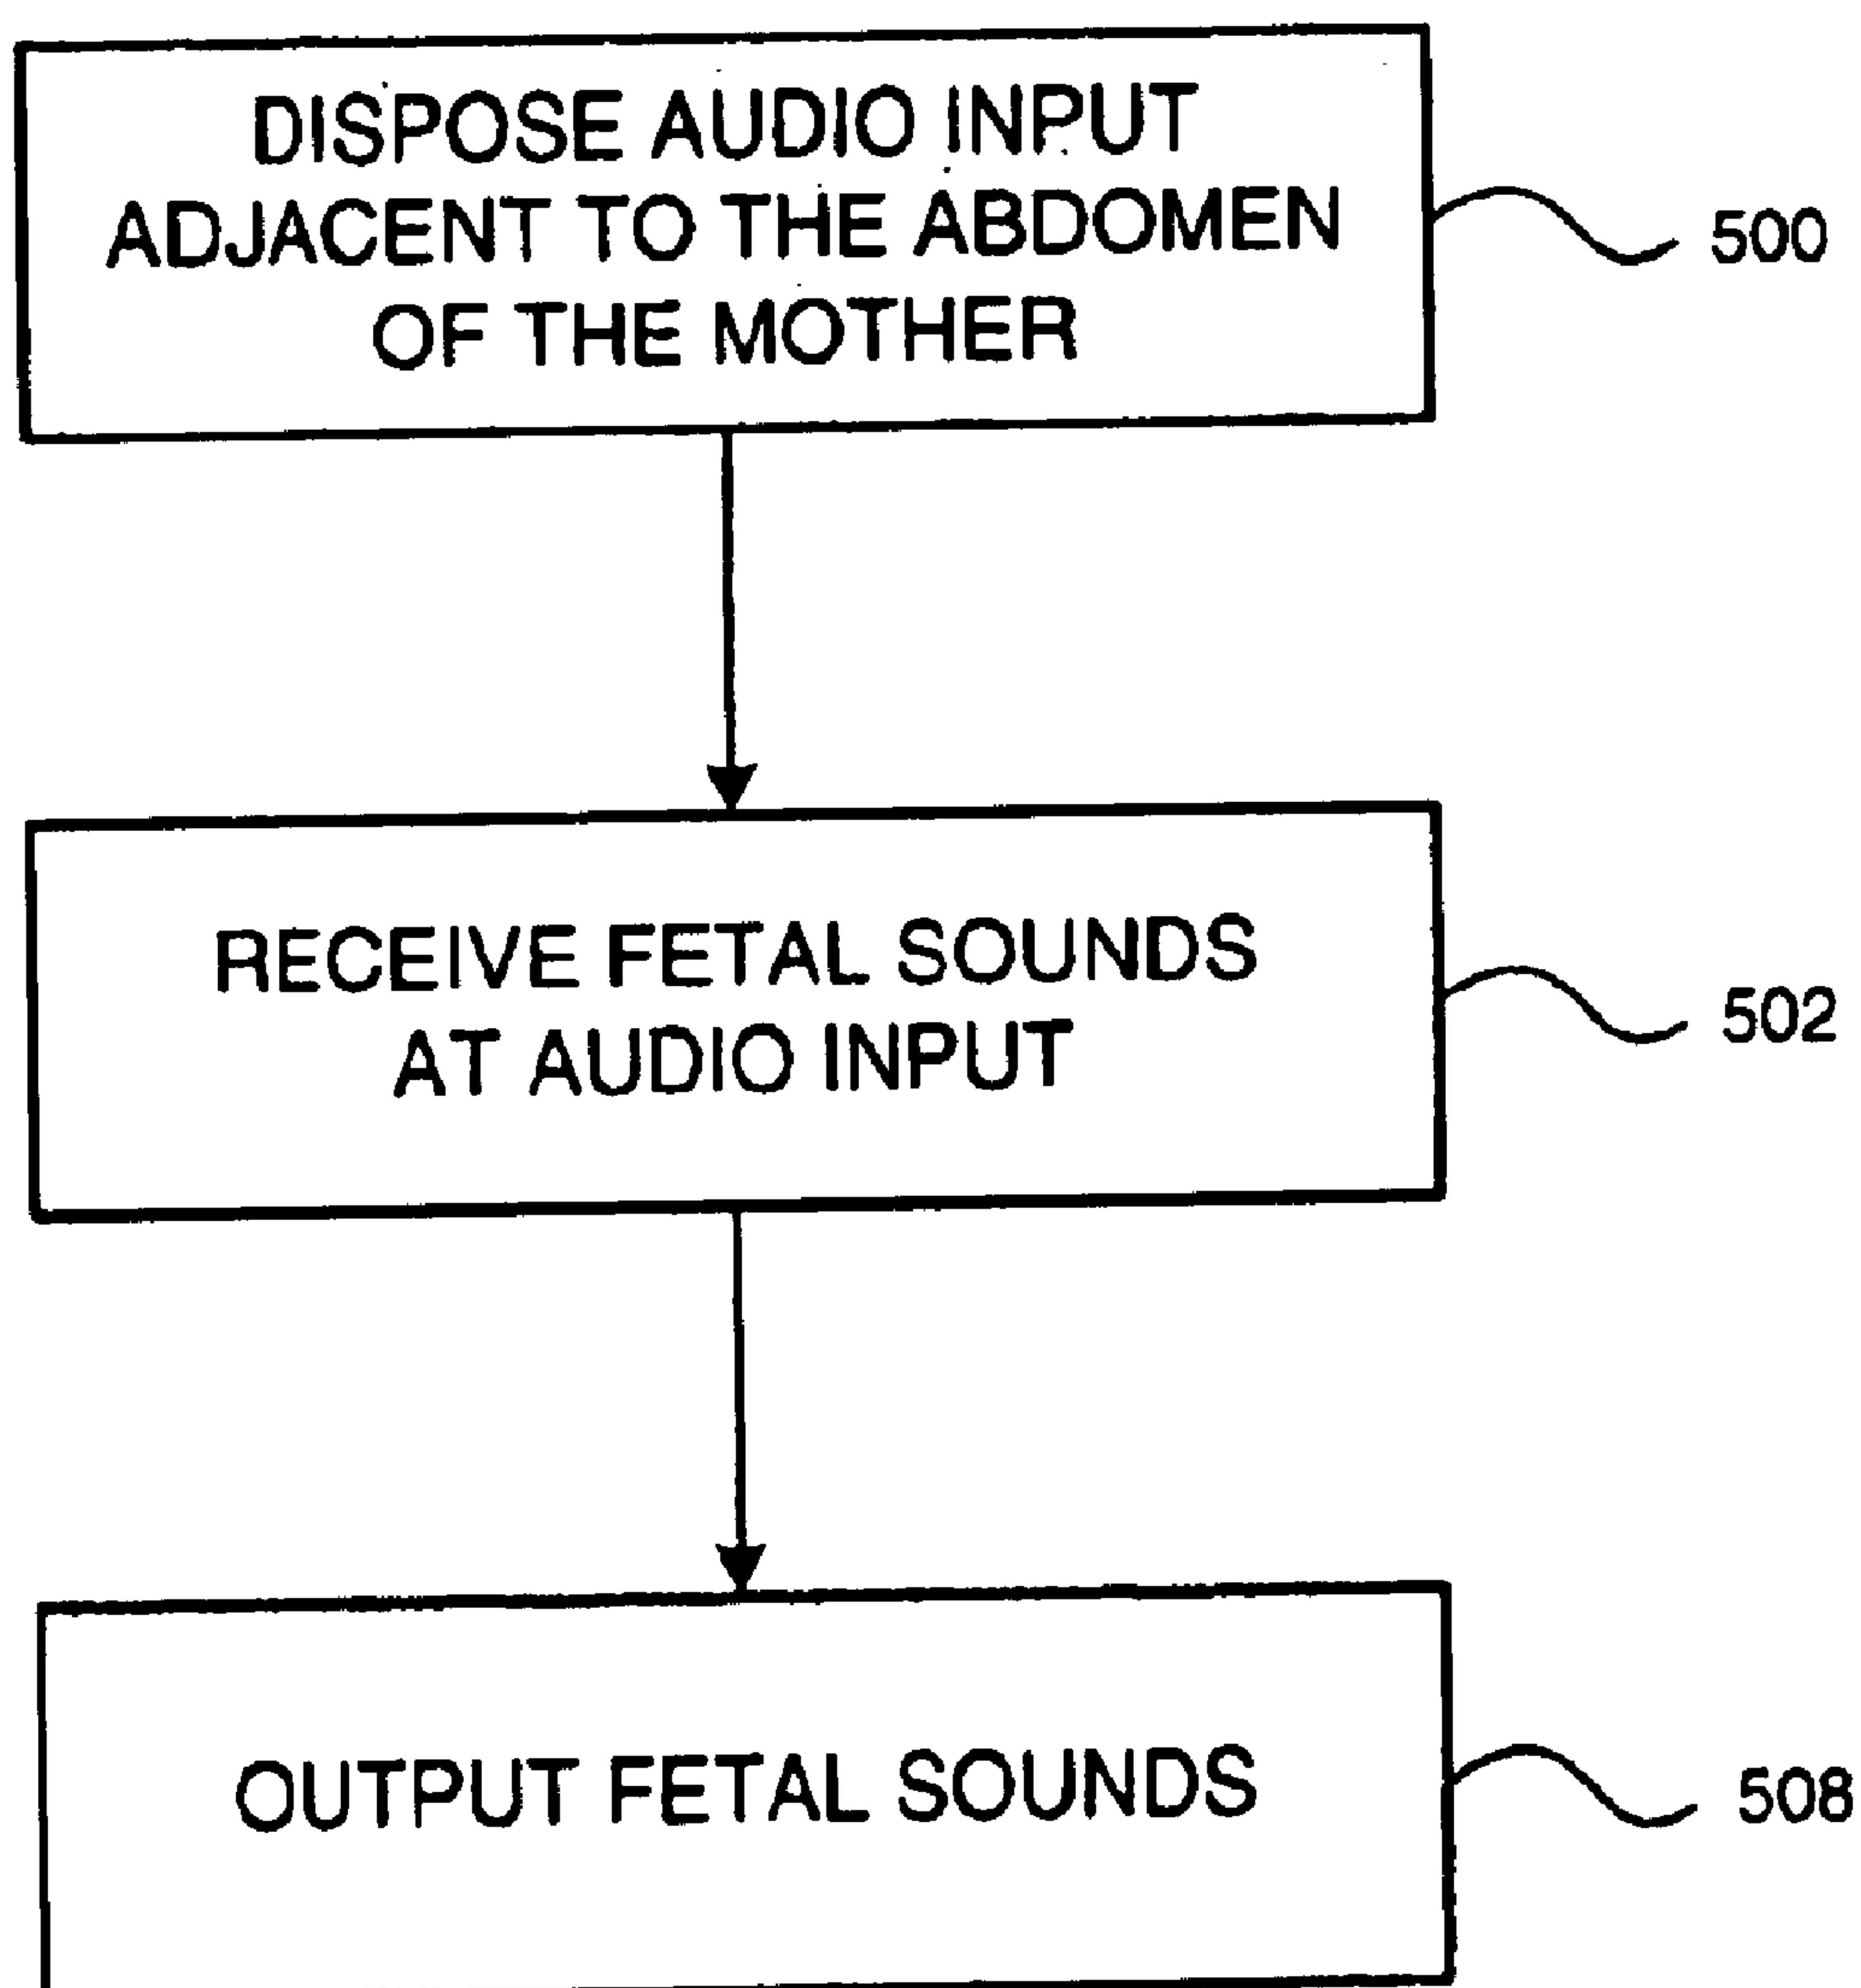 DISPOSE AUDIO INPUT
ADJACENT TO THE ABDOMEN
OF THE MOTHER
500
RECEIVE FETAL SOUNDS
AT AUDIO INPUT
502
OUTPUT FETAL SOUNDS
508